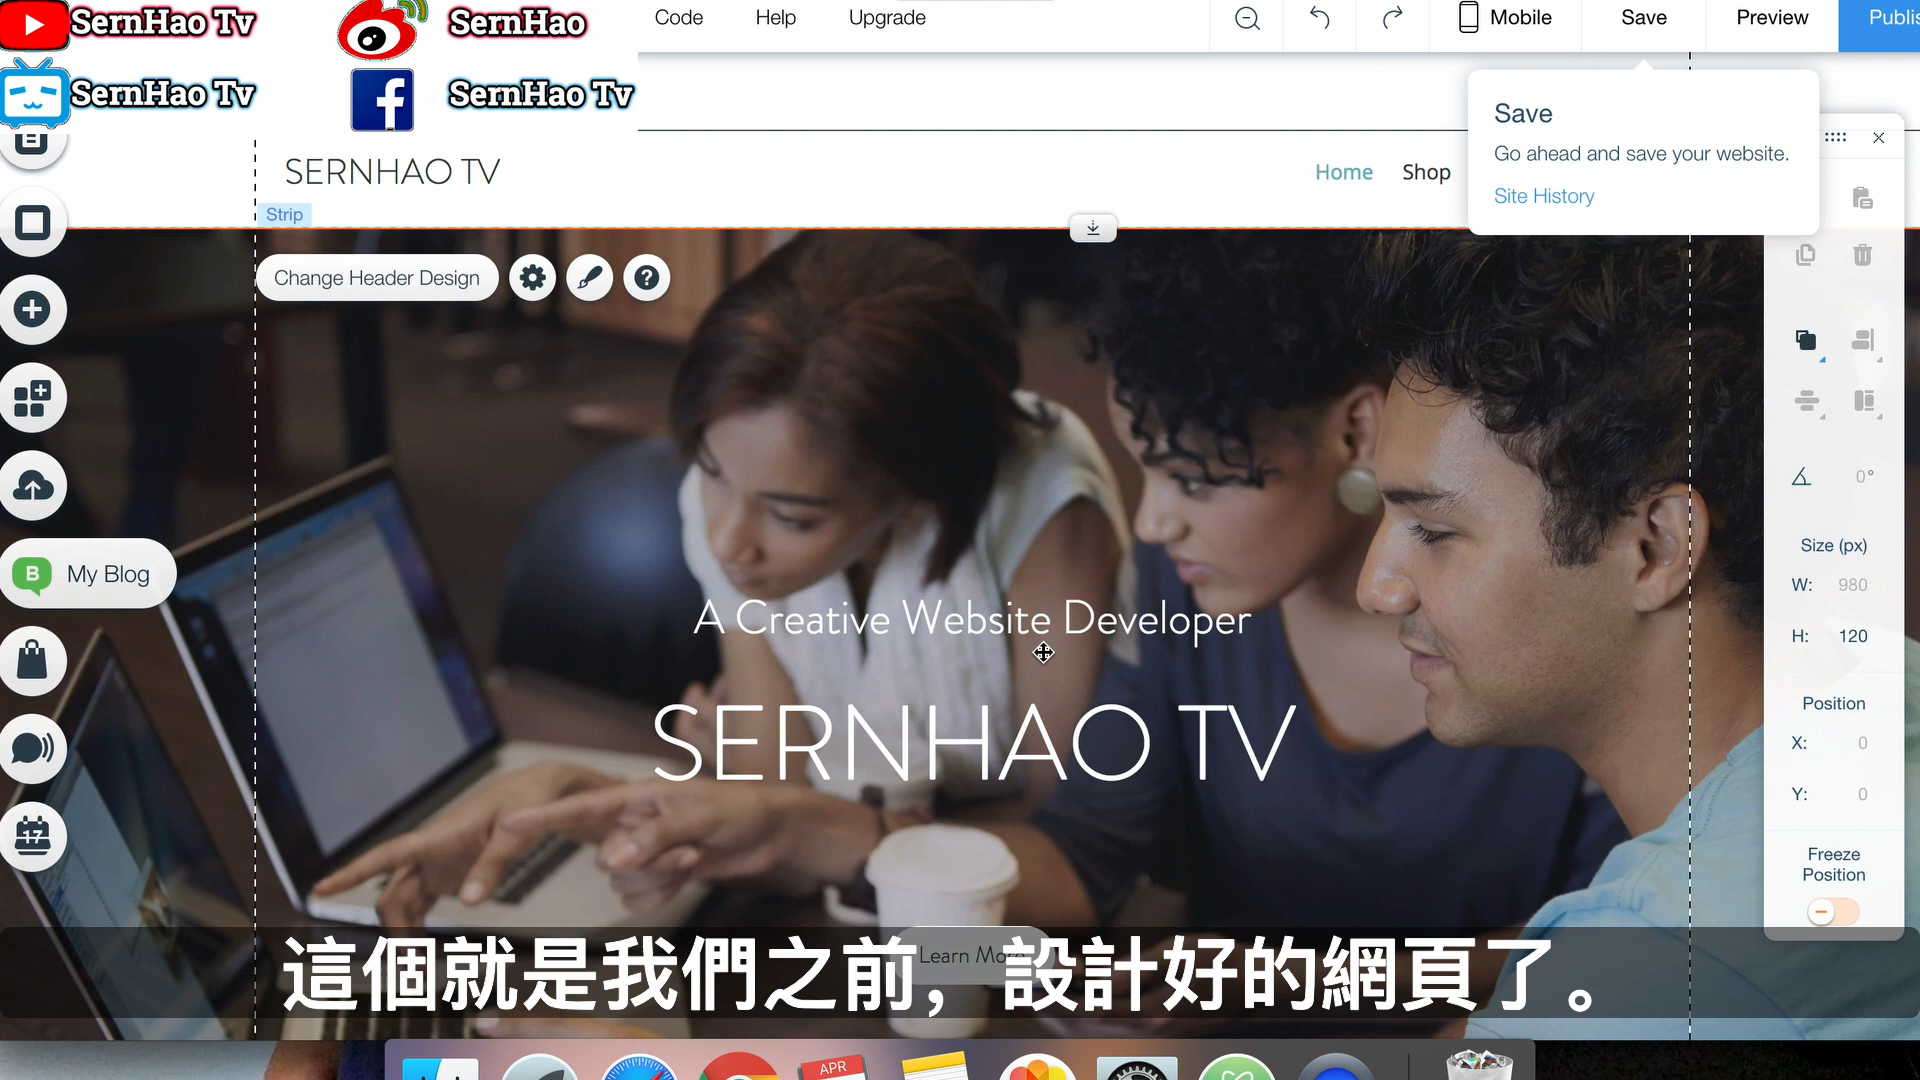 SernHao Tv
SernHao
SernHao Tv
SernHao Tv
Code
Help
Upgrade
Mobile
Save
Preview
Save
Go ahead and save your website.
Site History
SERNHAO TV
Home
Shop
Strip
Change Header Design
0°
Size (px)
W: 980
H: 120
Position
X: 0
Y: 0
Freeze
Position
B My Blog
17
A Creative Website Developer
SERNHAO TV
這個就是我們之前，設計好的網頁了。
Learn
APR